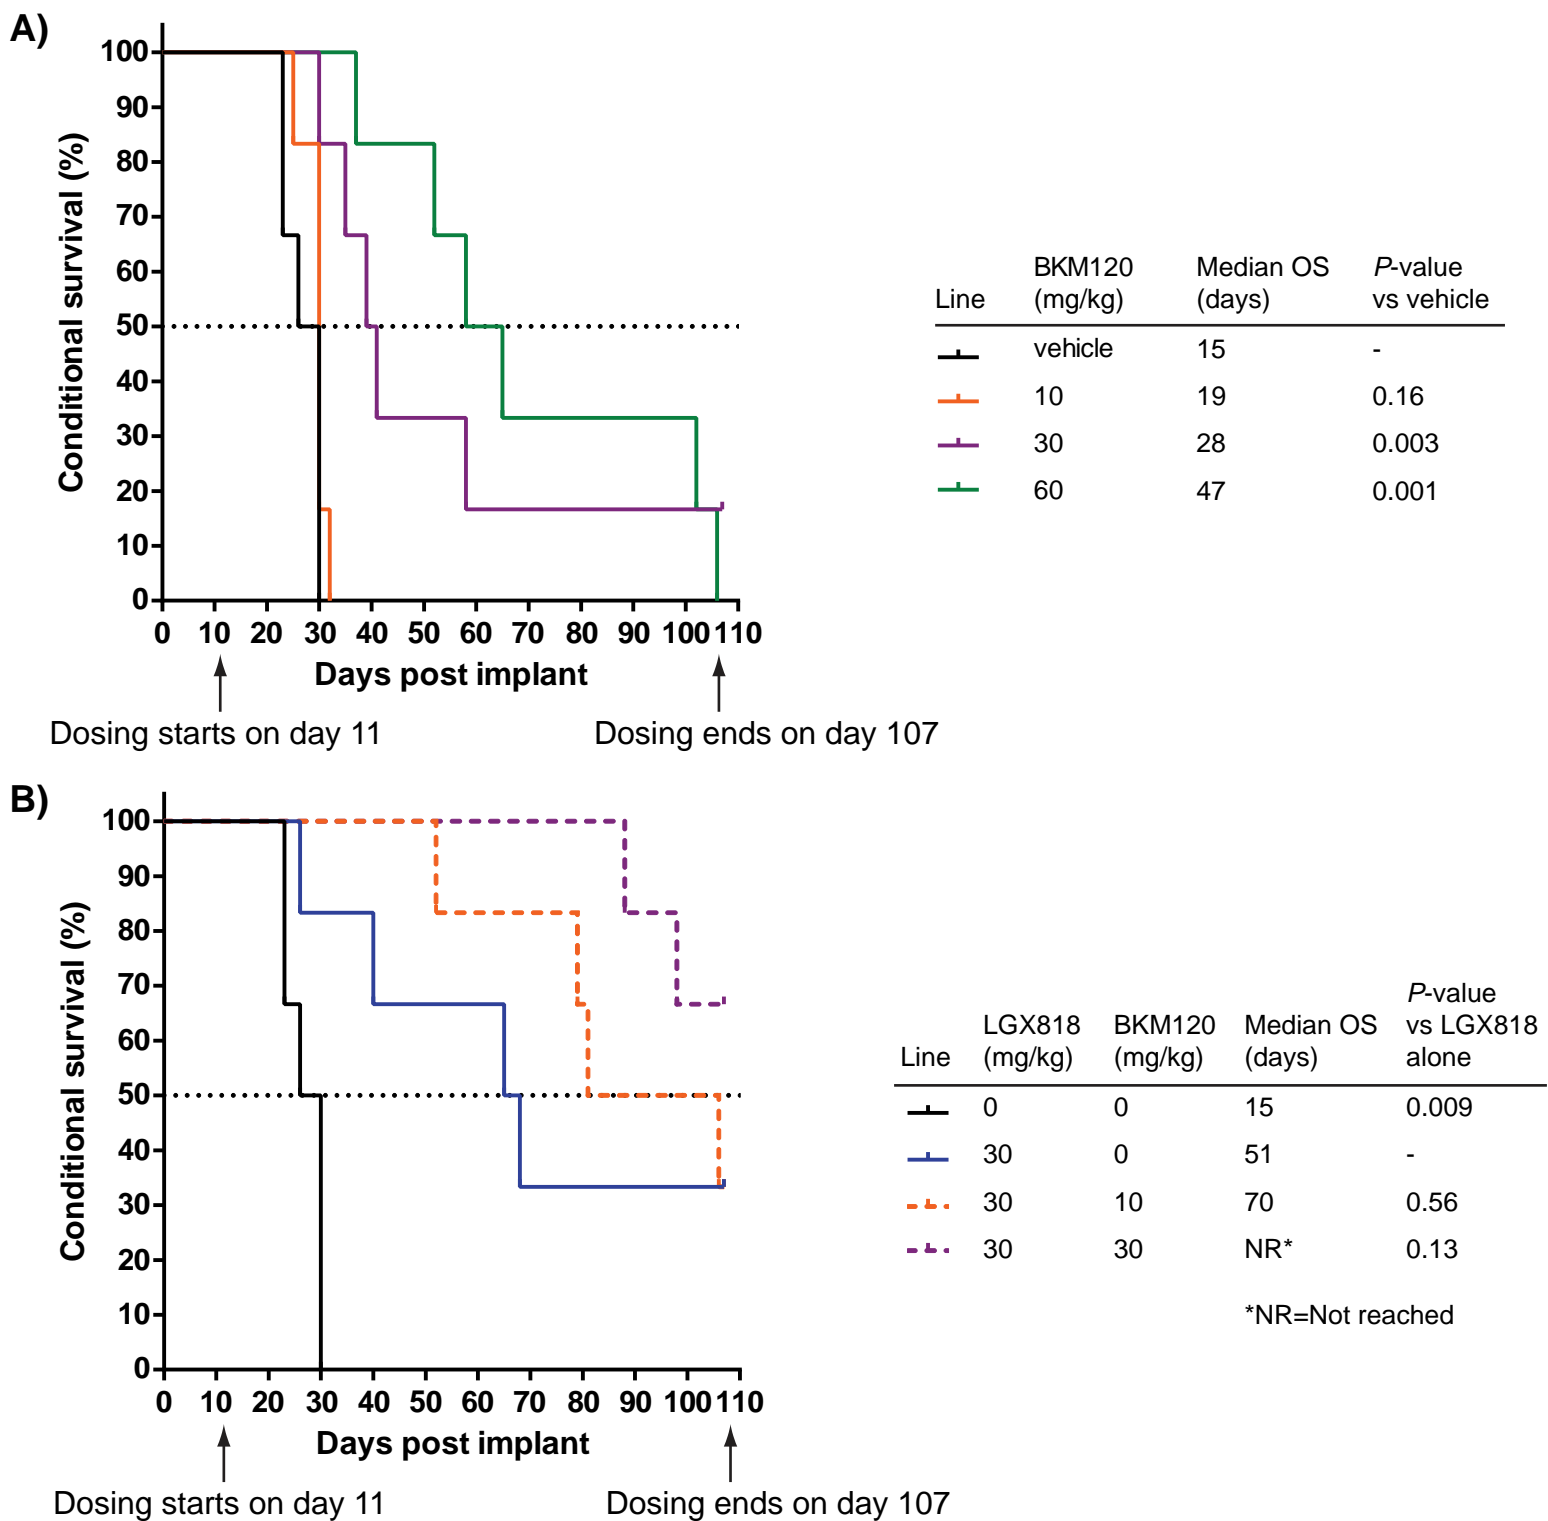 A)
Conditional survival (%)
100
90
80
70
60
50
40
30
20
10
0
0 10 20 30 40 50 60 70 80 90 100 110
Days post implant
Dosing starts on day 11
Dosing ends on day 107
Line BKM120 (mg/kg) Median OS (days) P-value vs vehicle
vehicle 15 -
10 19 0.16
30 28 0.003
60 47 0.001
B)
Conditional survival (%)
100
90
80
70
60
50
40
30
20
10
0
0 10 20 30 40 50 60 70 80 90 100 110
Days post implant
Dosing starts on day 11
Dosing ends on day 107
Line LGX818 (mg/kg) BKM120 (mg/kg) Median OS (days) P-value vs LGX818 alone
0 0 15 0.009
30 0 51 -
30 10 70 0.56
30 30 NR* 0.13
*NR=Not reached